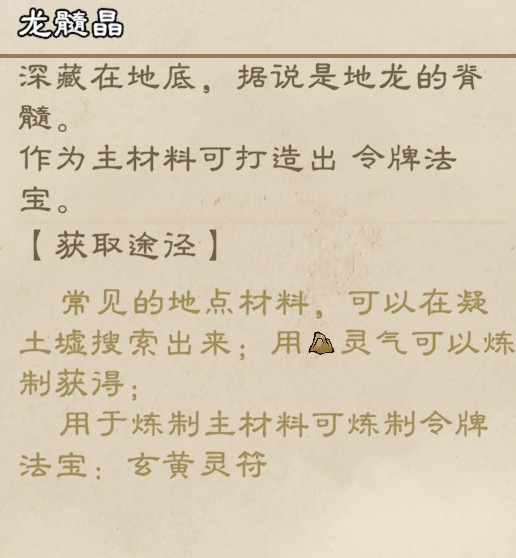 龙髓晶
深藏在地底，据说是地龙的脊
髓。
作为主材料可打造出 令牌法
宝。
【获取途径】
常见的地点材料，可以在凝
土墟搜索出来；用灵气可以炼
制获得；
用于炼制主材料可炼制令牌
法宝：玄黄灵符